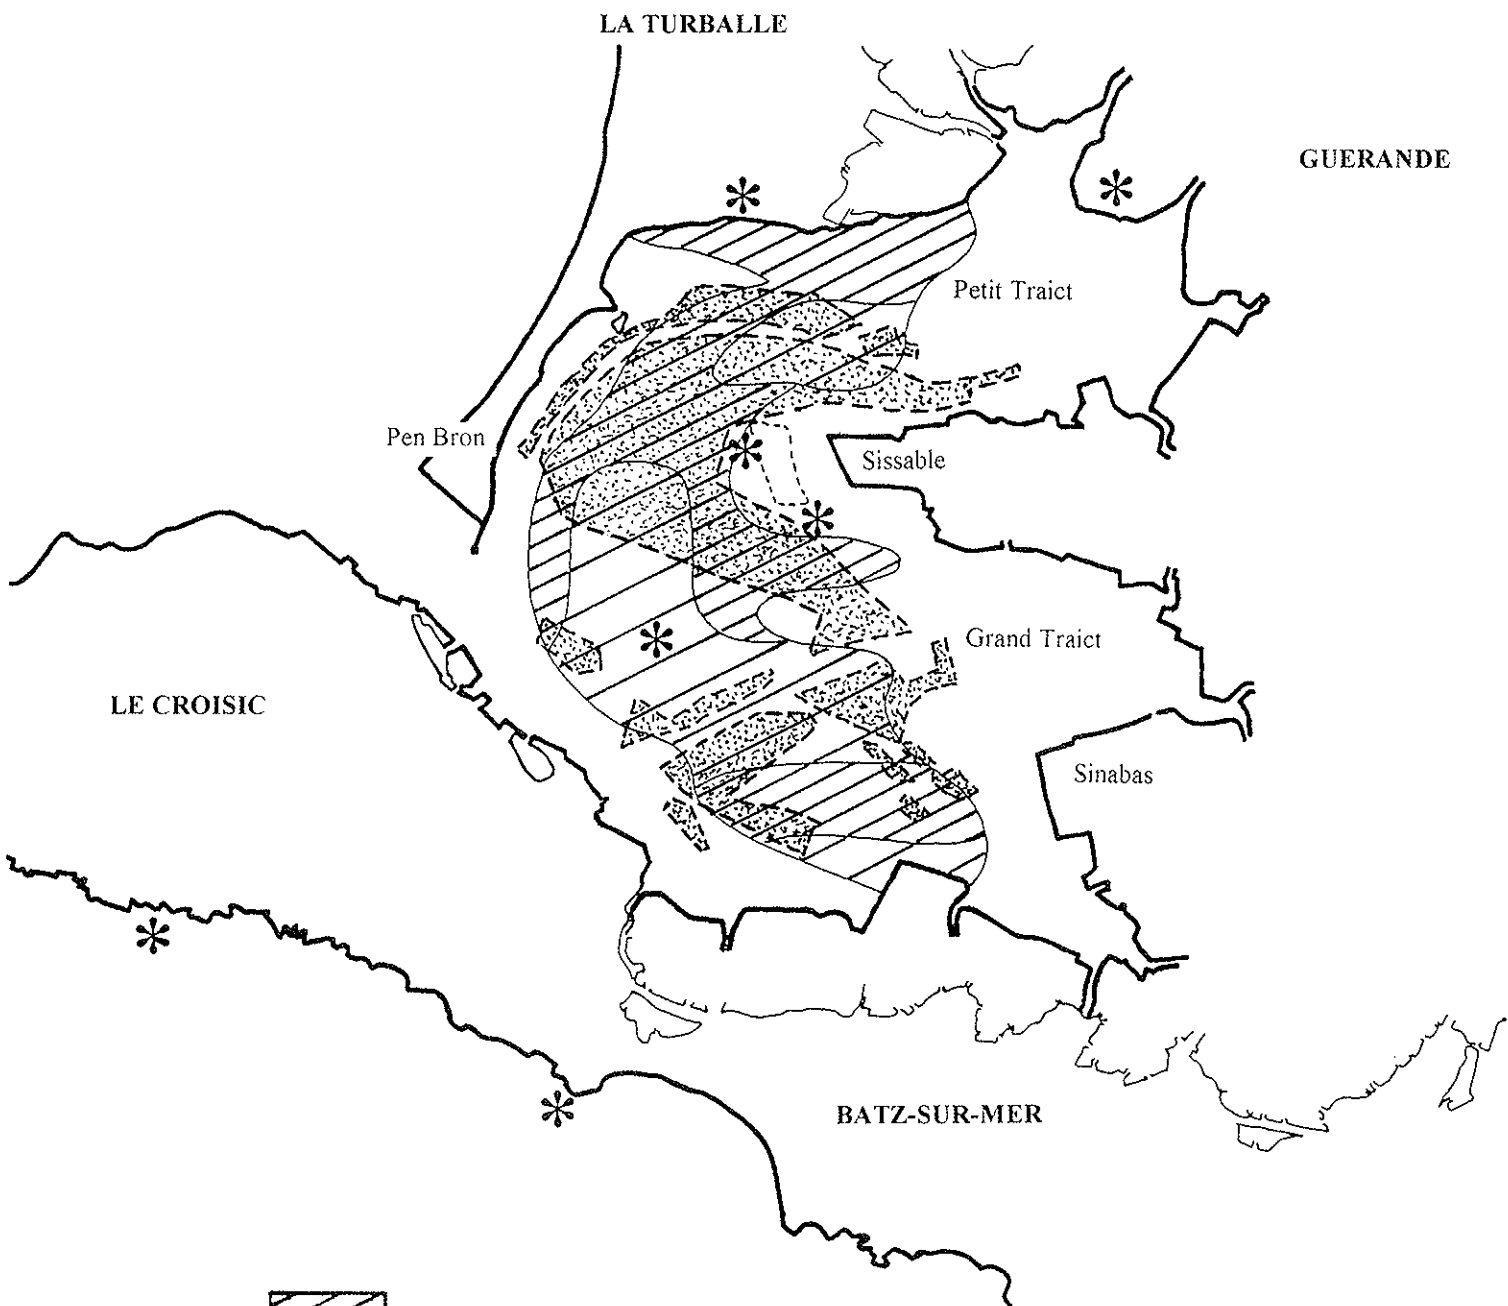 LA TURBALLE
GUERANDE
Petit Traict
Pen Bron
Sissable
Grand Traict
LE CROISIC
Sinabas
BATZ-SUR-MER